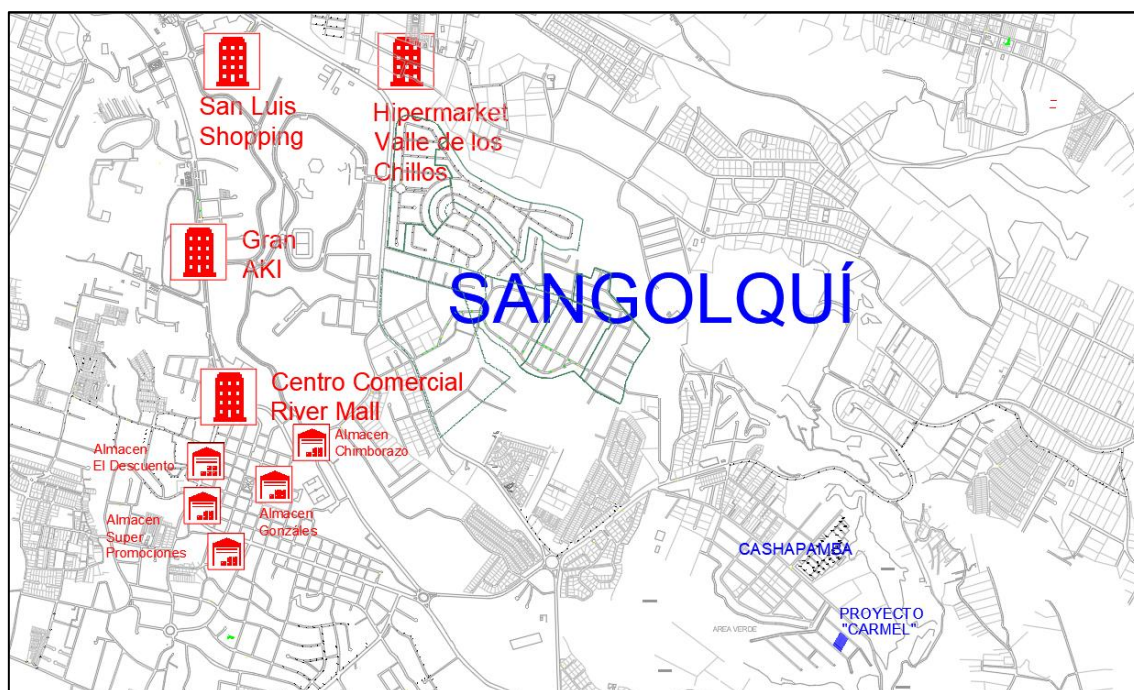 San Luis
Shopping
Hipermarket
Valle de los
Chillos
Gran
AKI
SANGOLQUÍ
Centro Comercial
River Mall
Almacen
Chimborazo
Almacen
El Descuento
Almacen
Gonzales
Almacen
Super
Promociones
CASHAPAMBA
PROYECTO
"CARMEL"
AREA VERDE